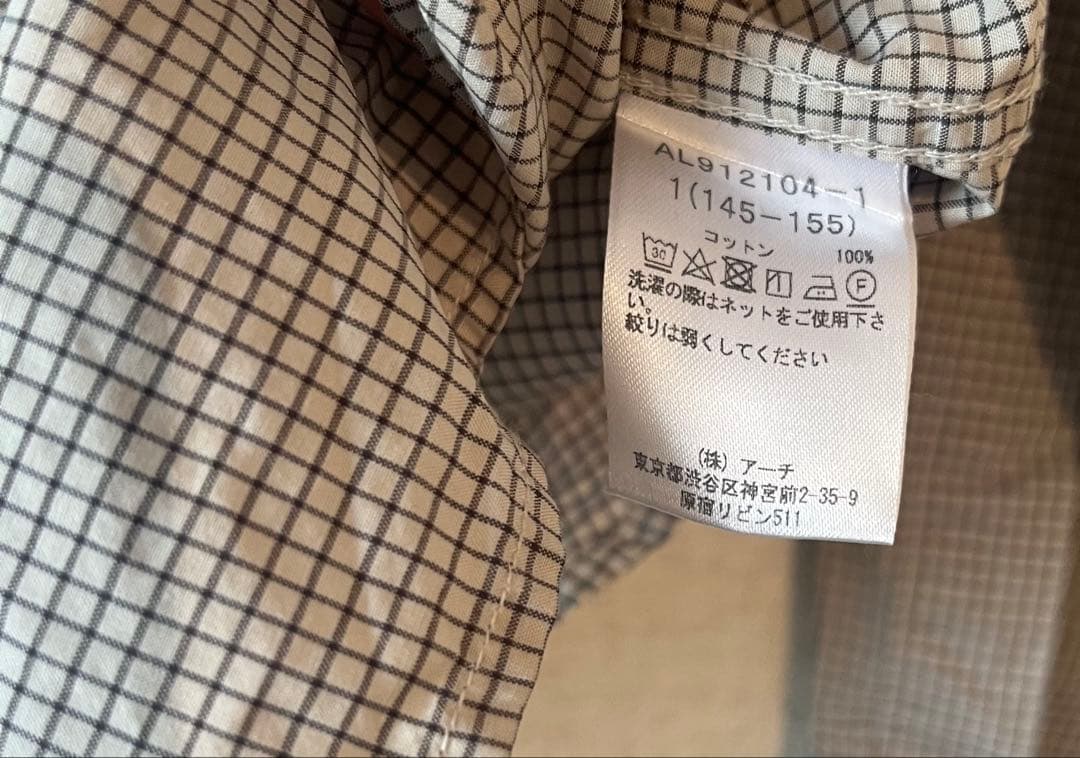 AL912104-1
1(145-155)
コットン 100%
30 F
洗濯の際はネットをご使用下さ
い。
絞りは弱くしてください
(株) アーチ
東京都渋谷区神宮前2-35-9
原宿リビン511